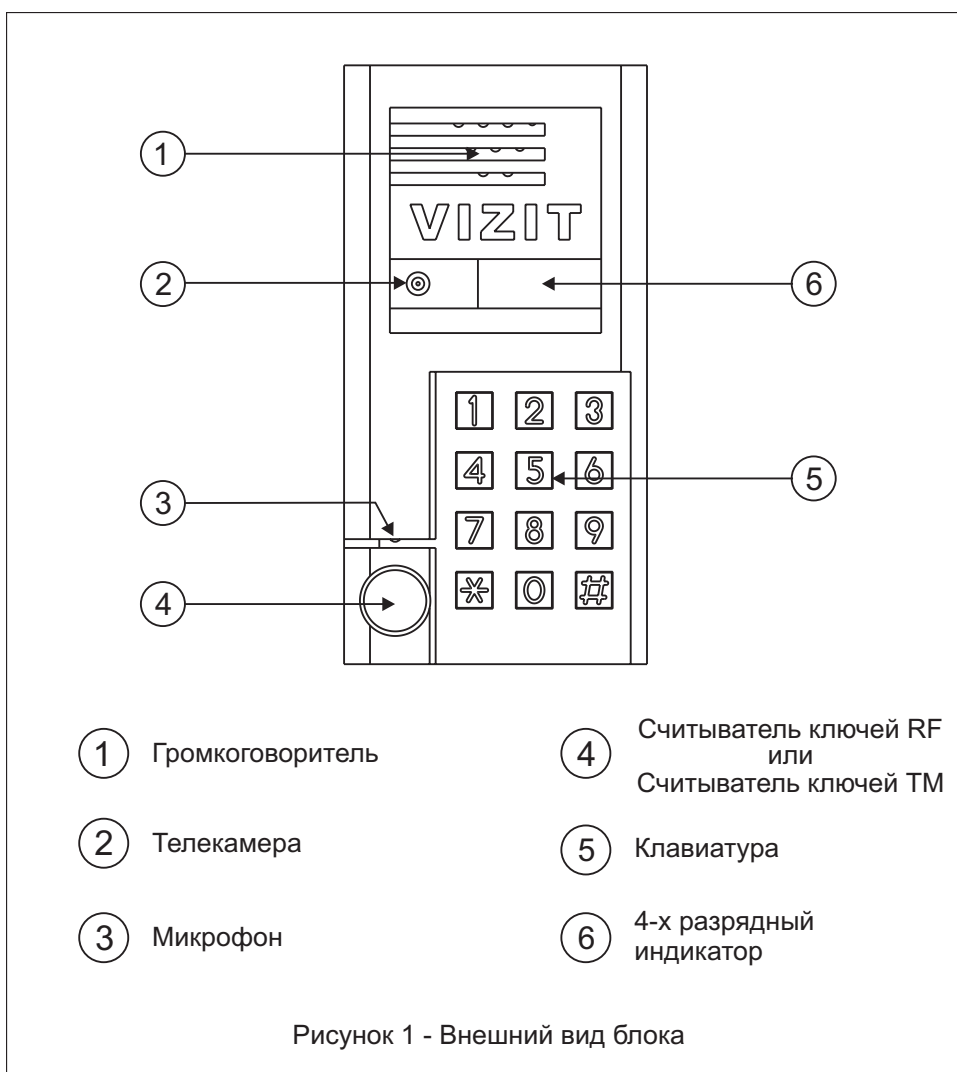 1
VIZIT
2
6
1 2 3
4 5 6
5
3
7 8 9
4
* 0 #
1 Громкоговоритель
4 Считыватель ключей RF
или
Считыватель ключей TM
2 Телекамера
5 Клавиатура
3 Микрофон
6 4-х разрядный
индикатор
Рисунок 1 - Внешний вид блока